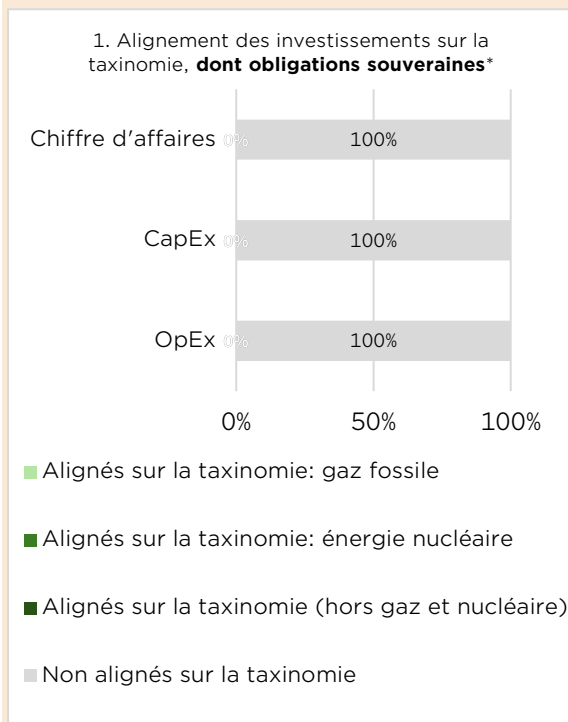 1. Alignement des investissements sur la
taxinomie, dont obligations souveraines*
Chiffre d'affaires 0% 100%
CapEx 0% 100%
OpEx 0% 100%
0% 50% 100%
Alignés sur la taxinomie: gaz fossile
Alignés sur la taxinomie: énergie nucléaire
Alignés sur la taxinomie (hors gaz et nucléaire)
Non alignés sur la taxinomie